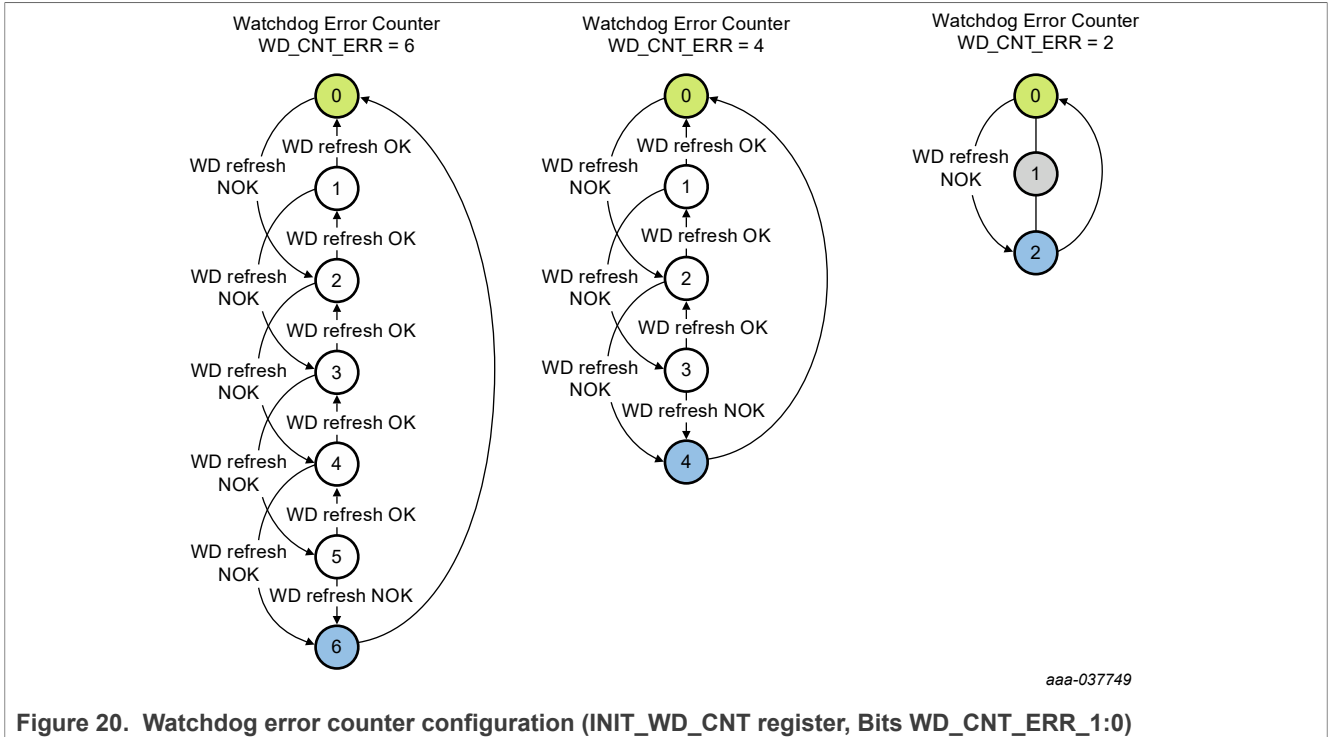 Watchdog Error Counter
WD_CNT_ERR = 6
0
WD refresh OK
WD refresh
NOK
1
WD refresh OK
WD refresh
NOK
2
WD refresh OK
WD refresh
NOK
3
WD refresh OK
WD refresh
NOK
4
WD refresh OK
WD refresh
NOK
5
WD refresh NOK
6
Watchdog Error Counter
WD_CNT_ERR = 4
0
WD refresh OK
WD refresh
NOK
1
WD refresh OK
WD refresh
NOK
2
WD refresh OK
WD refresh
NOK
3
WD refresh NOK
4
Watchdog Error Counter
WD_CNT_ERR = 2
0
WD refresh
NOK
1
2
aaa-037749
Figure 20. Watchdog error counter configuration (INIT_WD_CNT register, Bits WD_CNT_ERR_1:0)